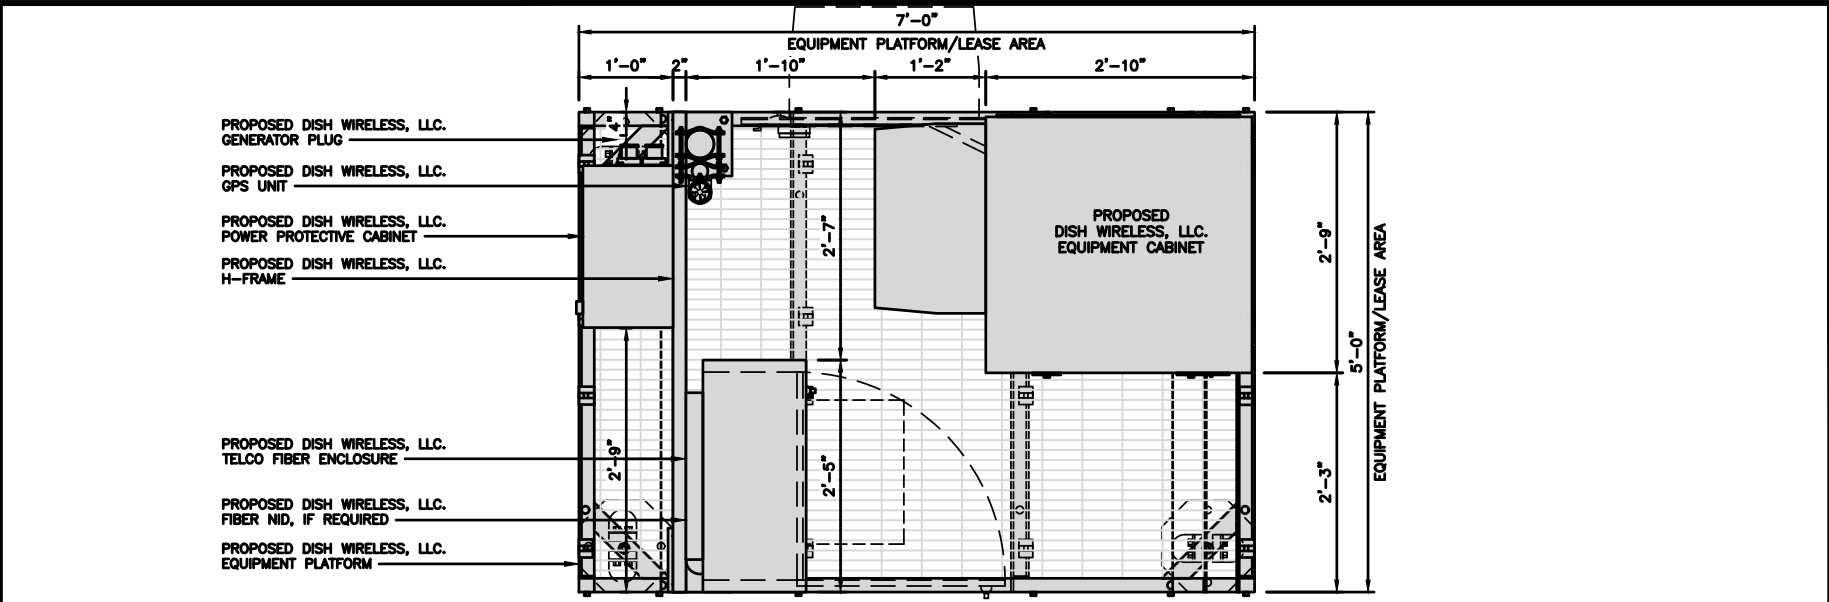 7'-0"
EQUIPMENT PLATFORM/LEASE AREA
1'-0" 2" 1'-10" 1'-2" 2'-10"
PROPOSED DISH WIRELESS, LLC.
GENERATOR PLUG
4"
PROPOSED DISH WIRELESS, LLC.
GPS UNIT
PROPOSED DISH WIRELESS, LLC.
POWER PROTECTIVE CABINET
PROPOSED DISH WIRELESS, LLC.
H-FRAME
2'-7"
PROPOSED
DISH WIRELESS, LLC.
EQUIPMENT CABINET
2'-9"
5'-0"
EQUIPMENT PLATFORM/LEASE AREA
PROPOSED DISH WIRELESS, LLC.
TELCO FIBER ENCLOSURE
2'-9"
2'-5"
2'-3"
PROPOSED DISH WIRELESS, LLC.
FIBER NID, IF REQUIRED
PROPOSED DISH WIRELESS, LLC.
EQUIPMENT PLATFORM